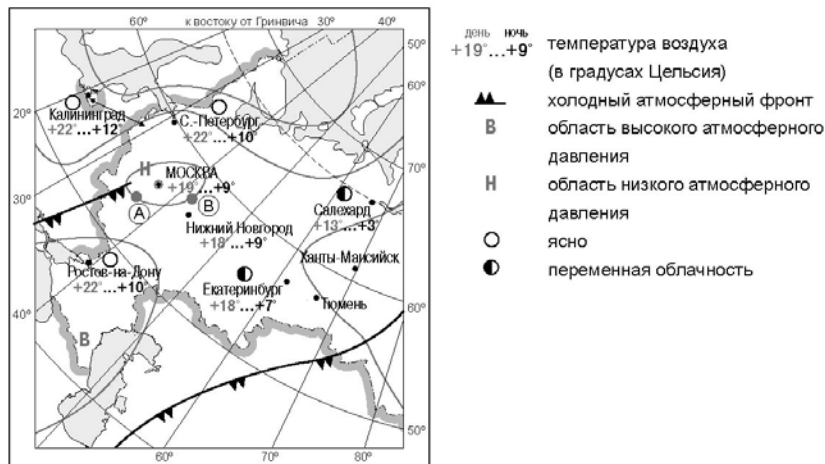 60° к востоку от Гринвича 30° 40°
50°
60°
20°
Калининград
+22°...+12°
С.-Петербург
+22°...+10°
70°
Н
МОСКВА
+19°...+9°
30°
А
В
Салехард
+13°...+3°
Нижний Новгород
+18°...+9°
Ханты-Мансийск
Ростов-на-Дону
+22°...+10°
Екатеринбург
+18°...+7°
Тюмень
60°
40°
В
50°
60° 70° 80°
день ночь
+19°...+9° температура воздуха
(в градусах Цельсия)
холодный атмосферный фронт
В область высокого атмосферного
давления
Н область низкого атмосферного
давления
ясно
переменная облачность